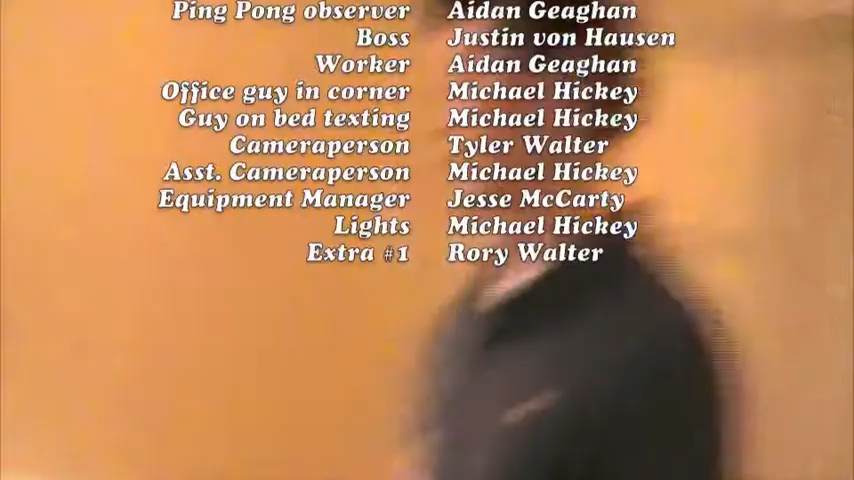 Ping Pong observer Aidan Geaghan
Boss Justin von Hausen
Worker Aidan Geaghan
Office guy in corner Michael Hickey
Guy on bed texting Michael Hickey
Cameraperson Tyler Walter
Asst. Cameraperson Michael Hickey
Equipment Manager Jesse McCarty
Lights Michael Hickey
Extra #1 Rory Walter